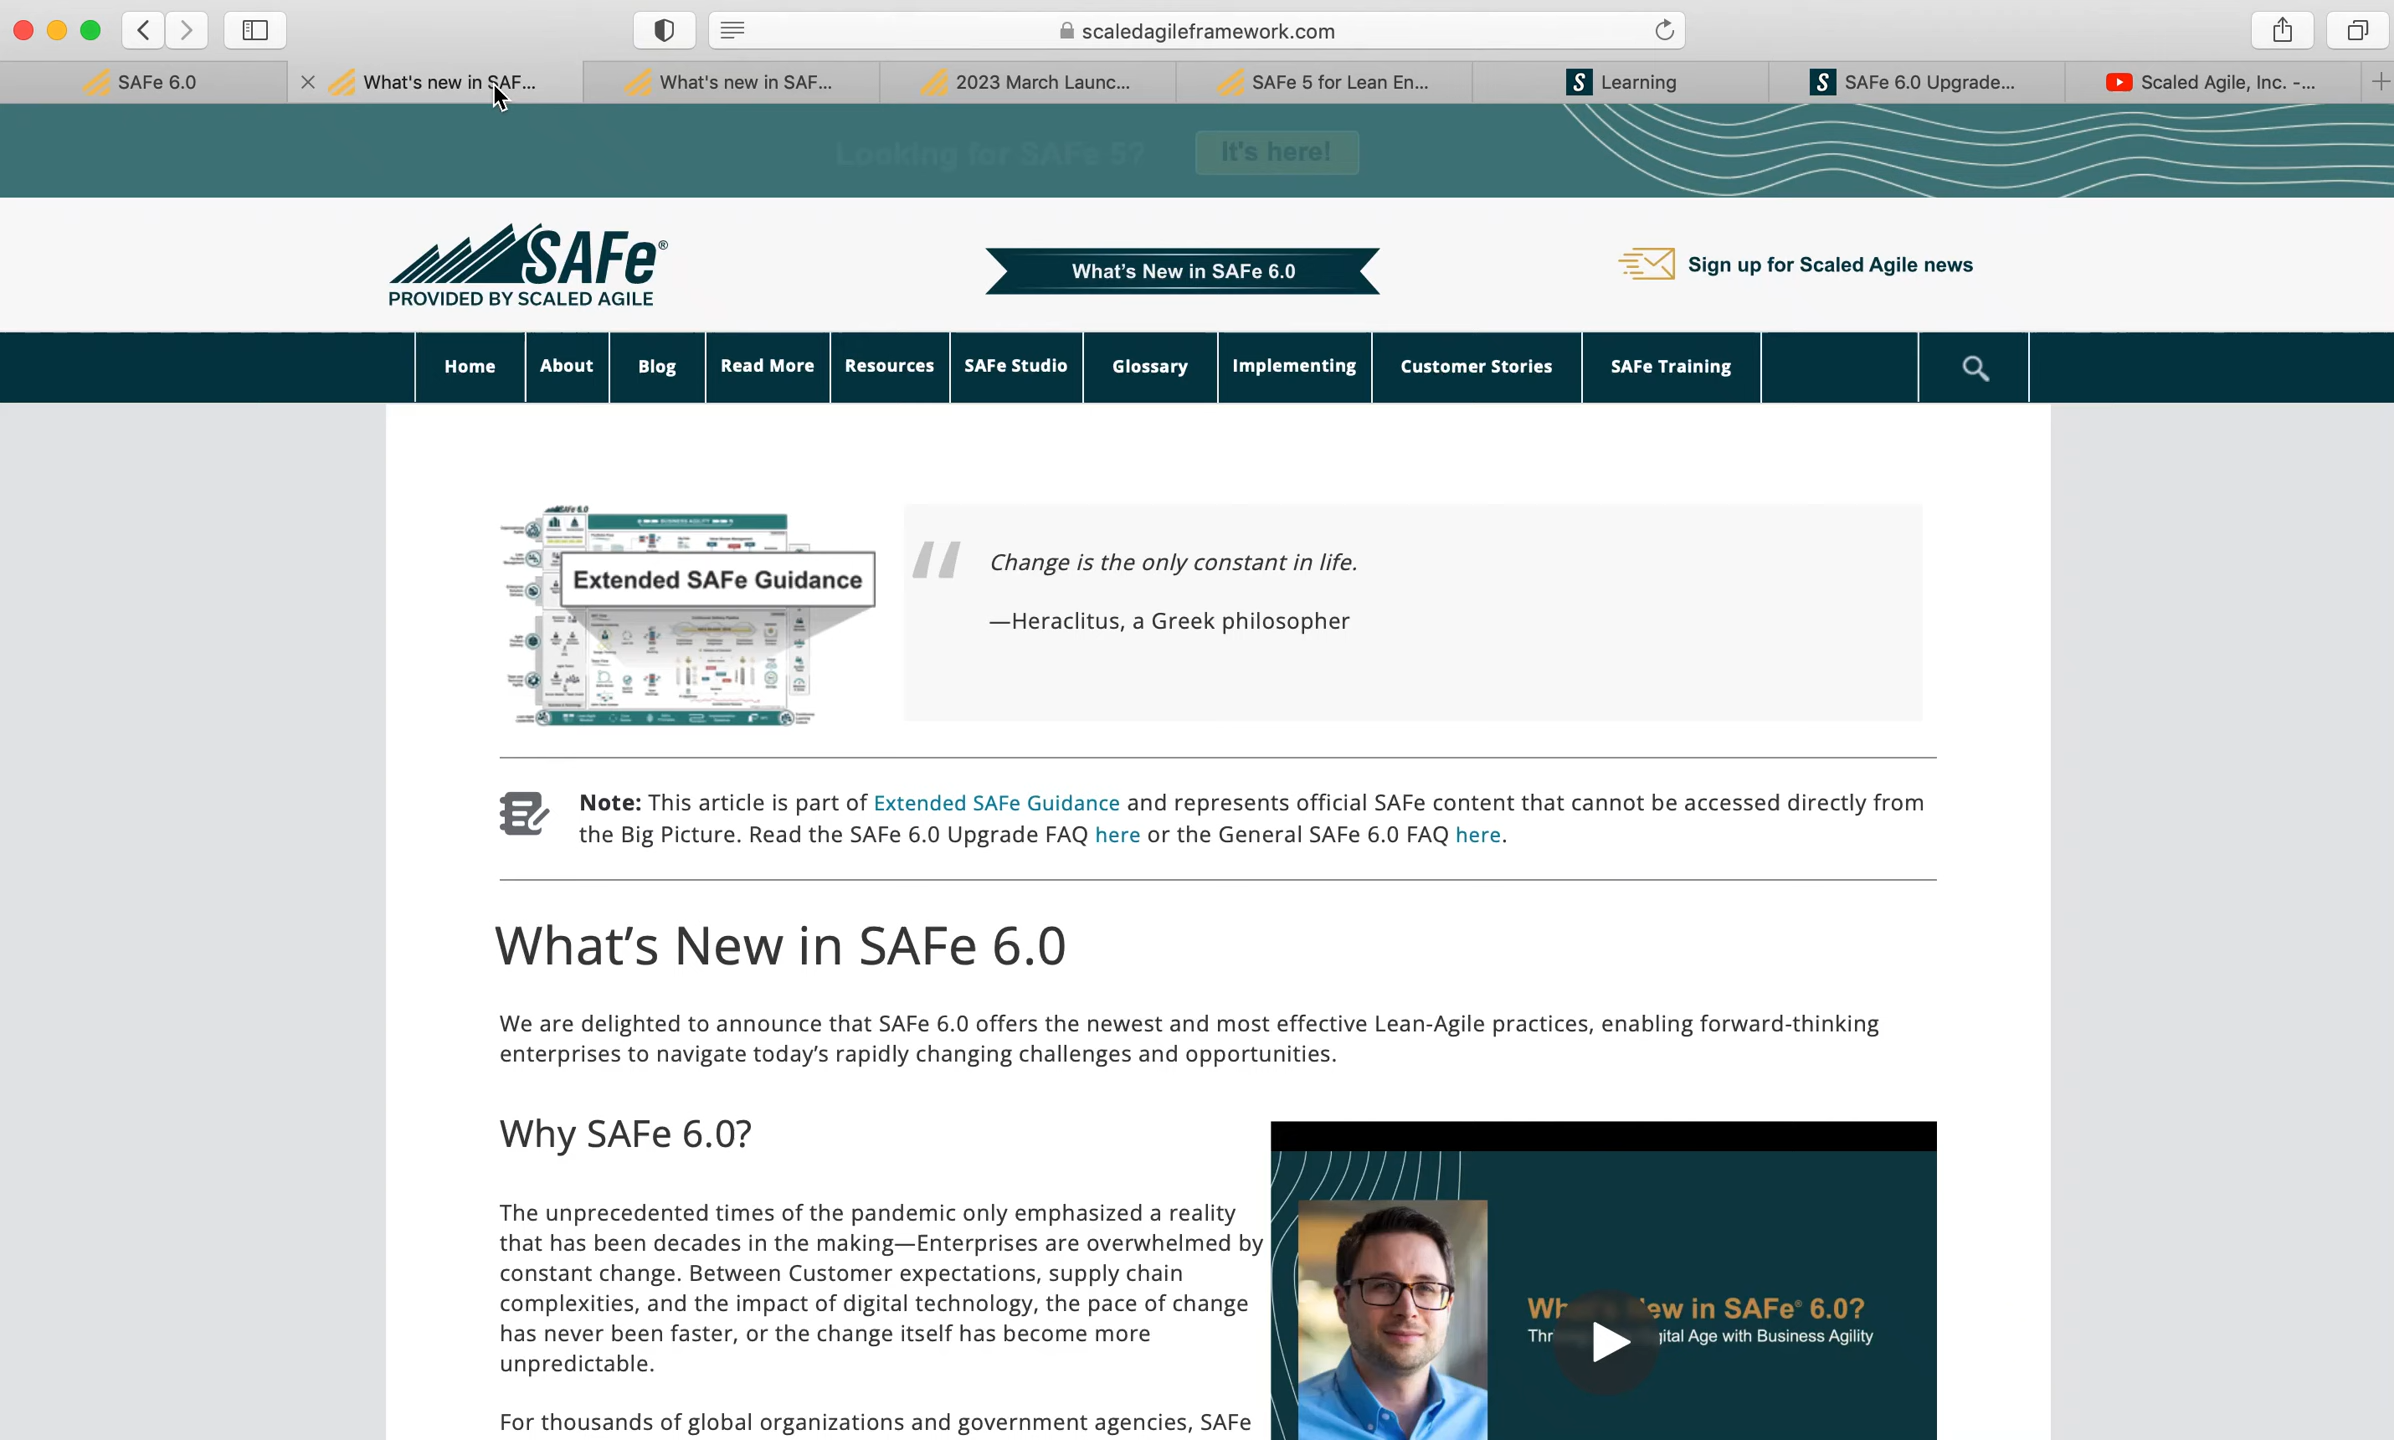 scaledagileframework.com
SAFe 6.0
What's new in SAF...
What's new in SAF...
2023 March Launc...
SAFe 5 for Lean En...
Learning
SAFe 6.0 Upgrade...
Scaled Agile, Inc. -...
Looking for SAFe 5?
It's here!
SAFe®
PROVIDED BY SCALED AGILE
What's New in SAFe 6.0
Sign up for Scaled Agile news
Home
About
Blog
Read More
Resources
SAFe Studio
Glossary
Implementing
Customer Stories
SAFe Training
SAFe 6.0
BUSINESS AGILITY
Extended SAFe Guidance
Change is the only constant in life.
—Heraclitus, a Greek philosopher
Note: This article is part of Extended SAFe Guidance and represents official SAFe content that cannot be accessed directly from
the Big Picture. Read the SAFe 6.0 Upgrade FAQ here or the General SAFe 6.0 FAQ here.
What's New in SAFe 6.0
We are delighted to announce that SAFe 6.0 offers the newest and most effective Lean-Agile practices, enabling forward-thinking
enterprises to navigate today's rapidly changing challenges and opportunities.
Why SAFe 6.0?
The unprecedented times of the pandemic only emphasized a reality
that has been decades in the making—Enterprises are overwhelmed by
constant change. Between Customer expectations, supply chain
complexities, and the impact of digital technology, the pace of change
has never been faster, or the change itself has become more
unpredictable.
For thousands of global organizations and government agencies, SAFe
What's New in SAFe® 6.0?
Age with Business Agility